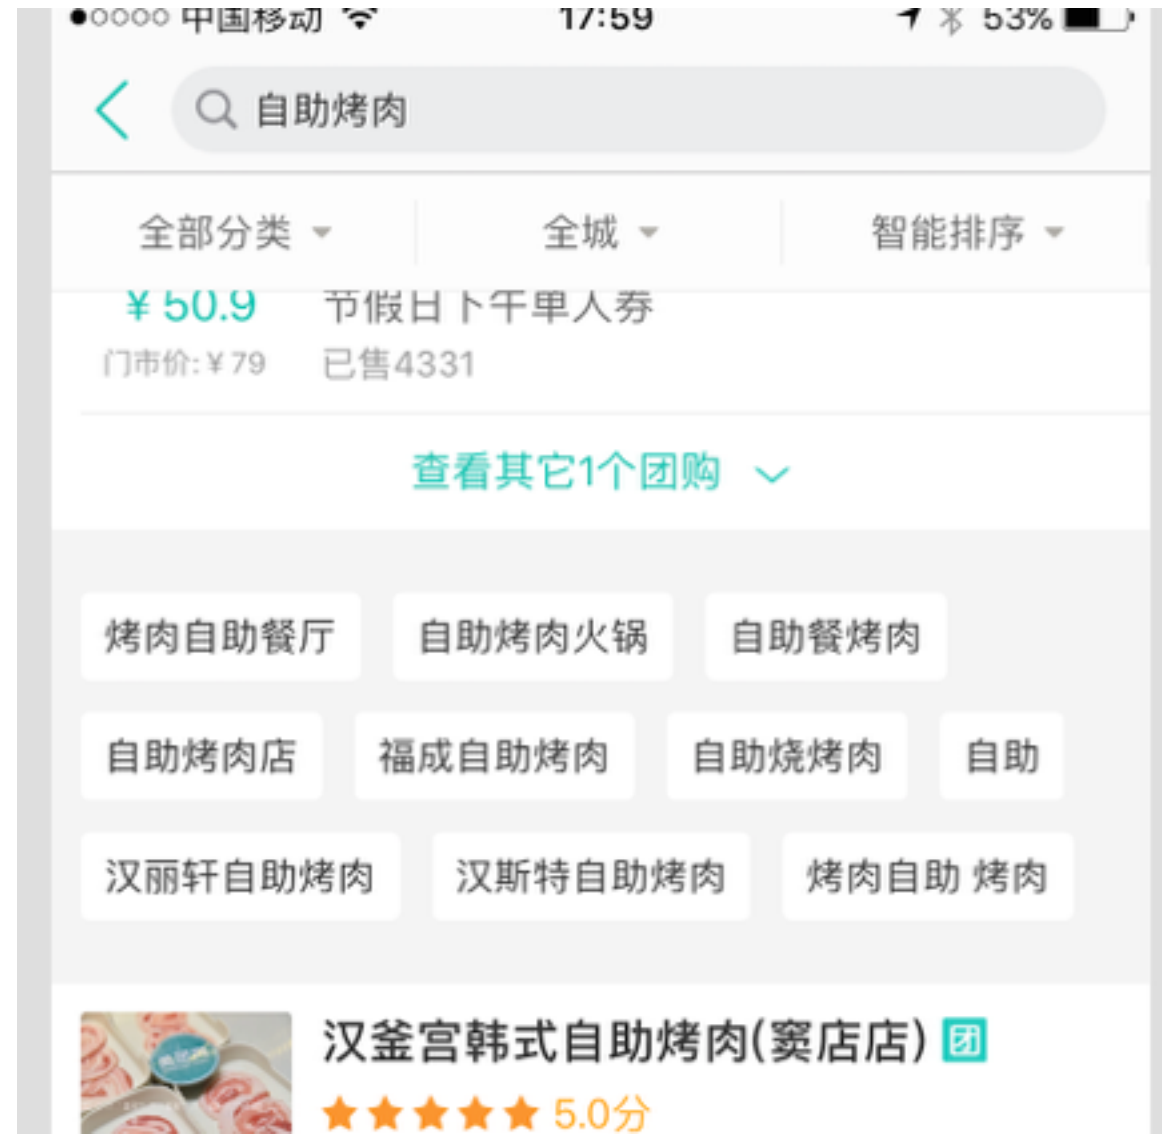 中国移动 17:59 53%
自助烤肉
全部分类 全城 智能排序
¥50.9 节假日下午单人券
门市价:¥79 已售4331
查看其它1个团购
烤肉自助餐厅 自助烤肉火锅 自助餐烤肉
自助烤肉店 福成自助烤肉 自助烧烤肉 自助
汉丽轩自助烤肉 汉斯特自助烤肉 烤肉自助 烤肉
汉釜宫韩式自助烤肉(窦店店) 团
5.0分